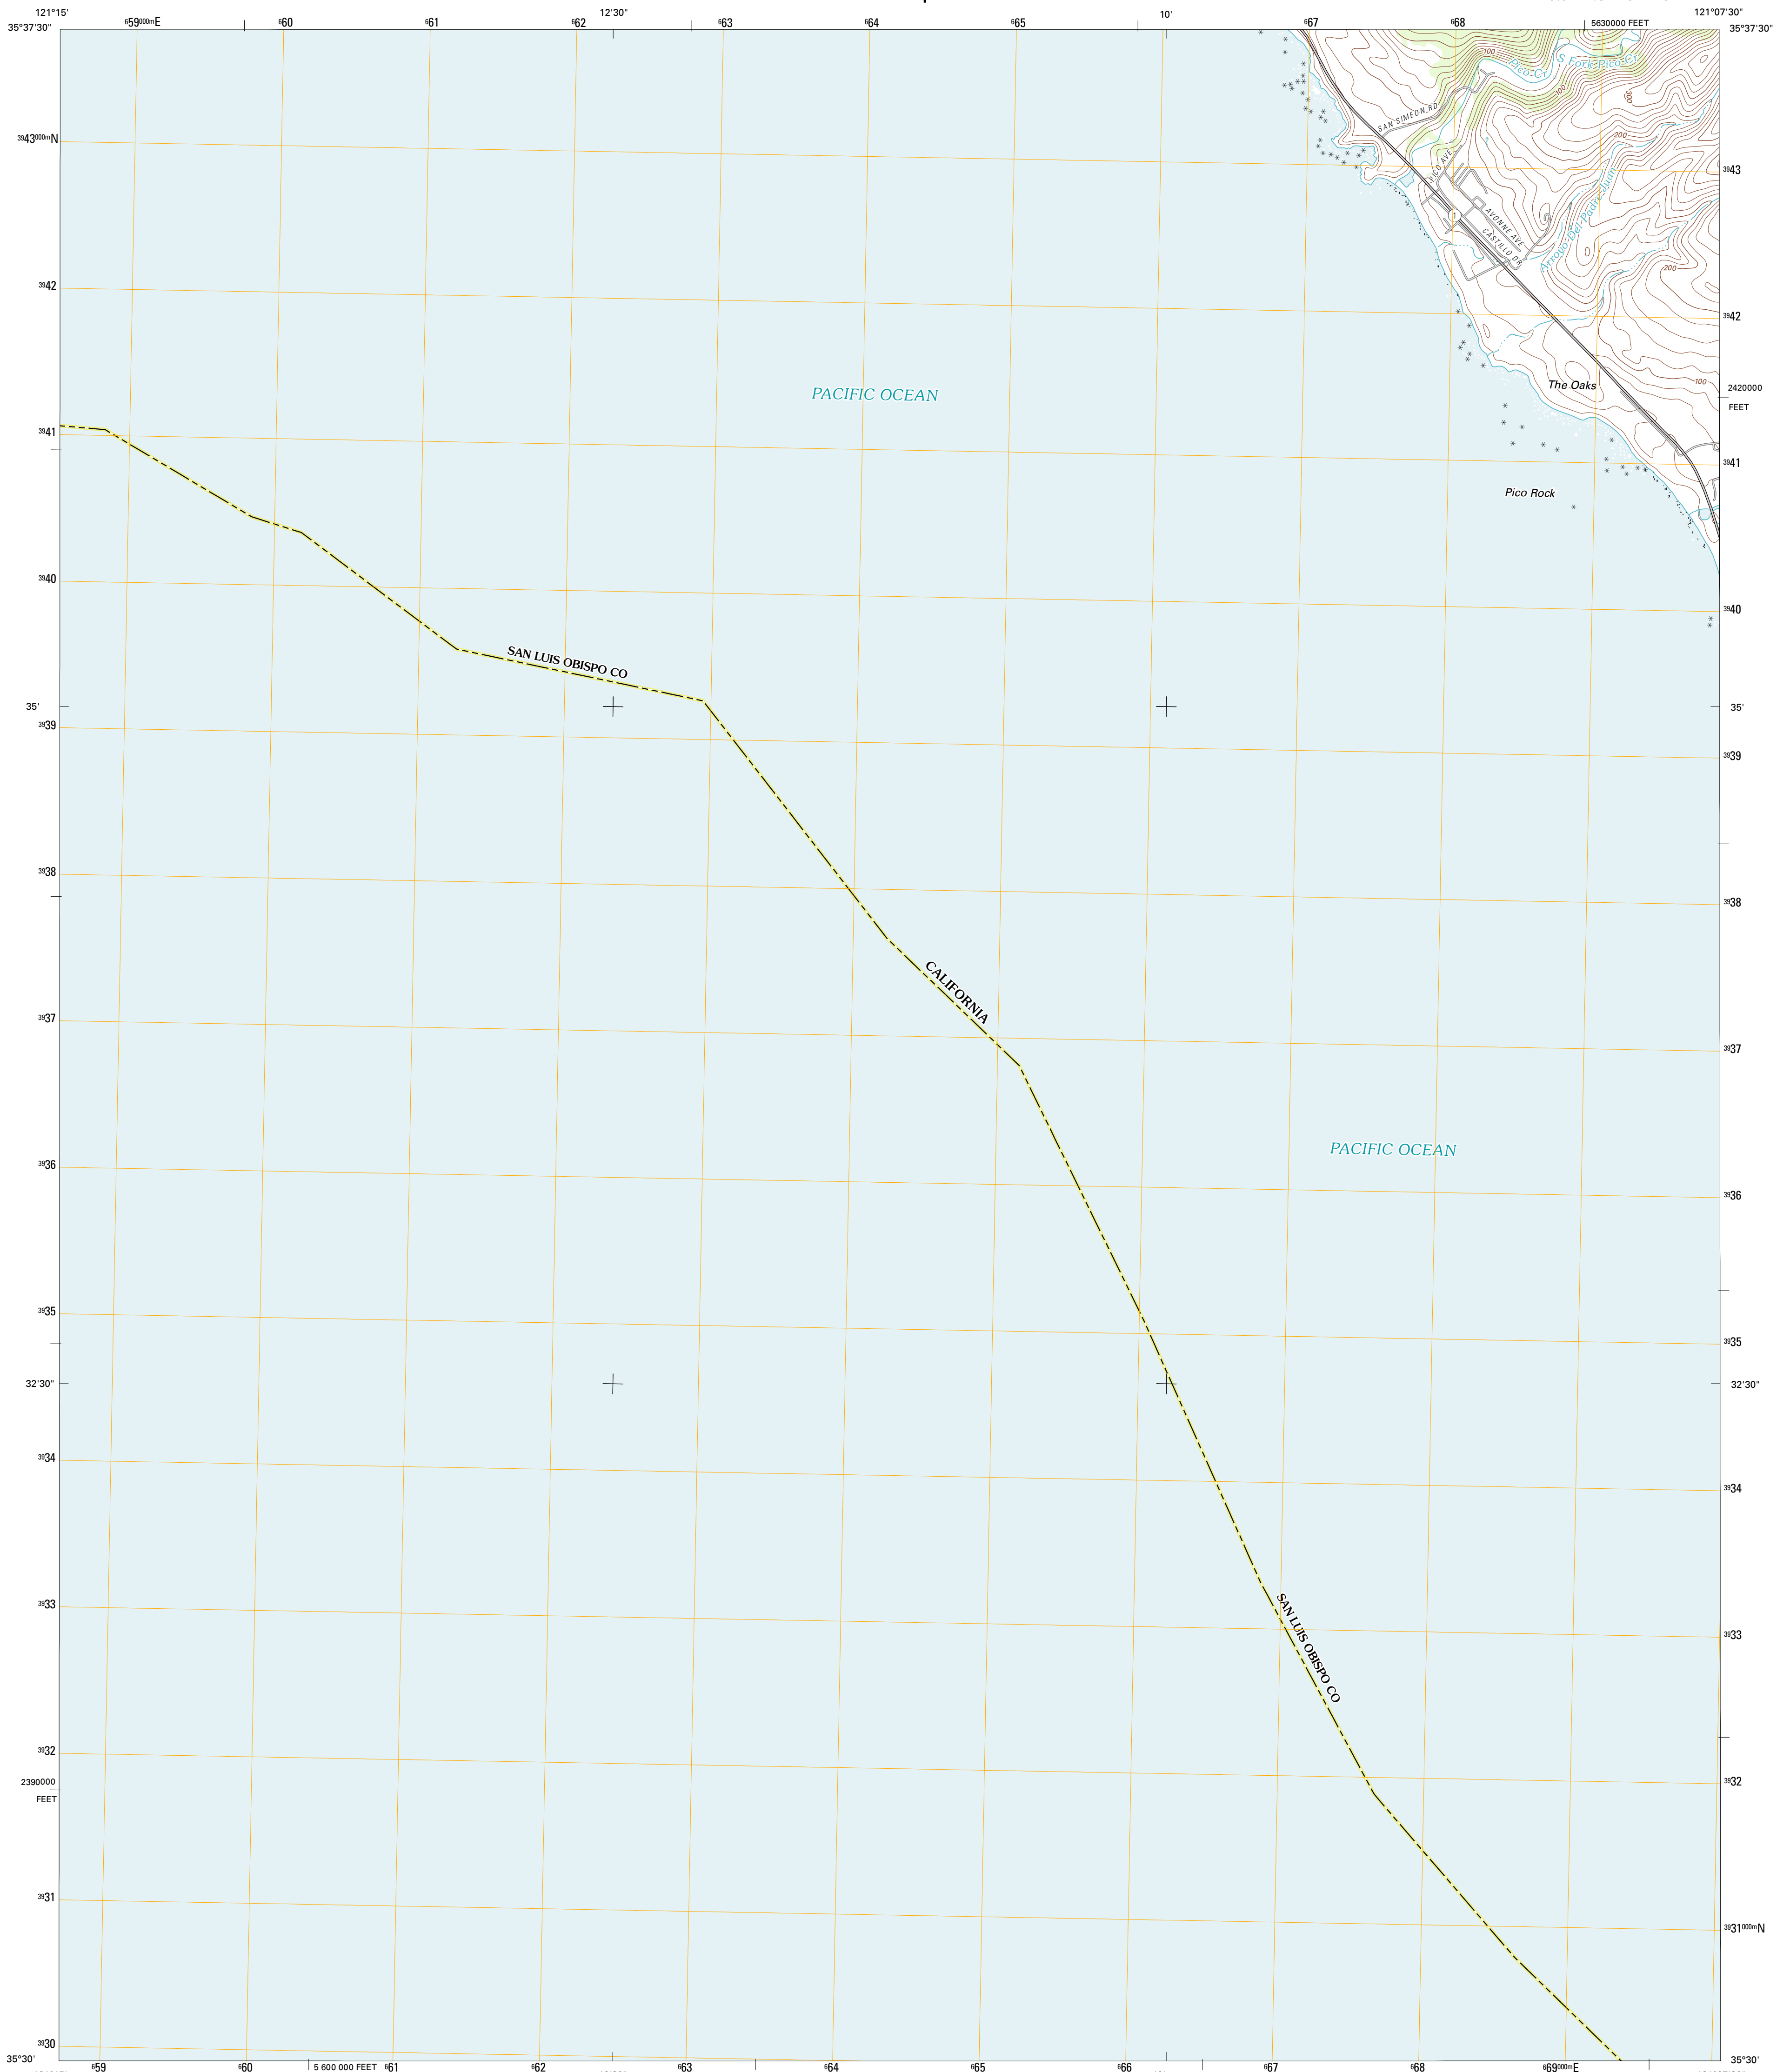 121°15' ⁶59⁰⁰⁰ᵐE ⁶60 ⁶61 ⁶62 12'30" ⁶63 ⁶64 ⁶65 10' ⁶67 ⁶68 5630000 FEET 121°07'30"
35°37'30" 35°37'30"
100
Pico Cr
S Fork Pico Cr
100
300
SAN SIMEON RD
200
³⁹43⁰⁰⁰ᵐN
PICO AVE
³⁹43
Arroyo Del Padre Juan
1
AVONNE AVE
CASTILLO DR
200
³⁹42
³⁹42
The Oaks
100
2420000
FEET
PACIFIC OCEAN
³⁹41
³⁹41
Pico Rock
³⁹40
³⁹40
SAN LUIS OBISPO CO
35' 35'
³⁹39
³⁹39
³⁹38
³⁹38
CALIFORNIA
³⁹37
³⁹37
PACIFIC OCEAN
³⁹36
³⁹36
³⁹35
³⁹35
32'30" 32'30"
³⁹34
³⁹34
³⁹33
SAN LUIS OBISPO CO
³⁹33
³⁹32
³⁹32
2390000
FEET
³⁹31
³⁹31⁰⁰⁰ᵐN
³⁹30
35°30' 35°30'
⁶59 ⁶60 5 600 000 FEET ⁶61 ⁶62 ⁶63 ⁶64 ⁶65 ⁶66 ⁶67 ⁶68 ⁶69⁰⁰⁰ᵐE